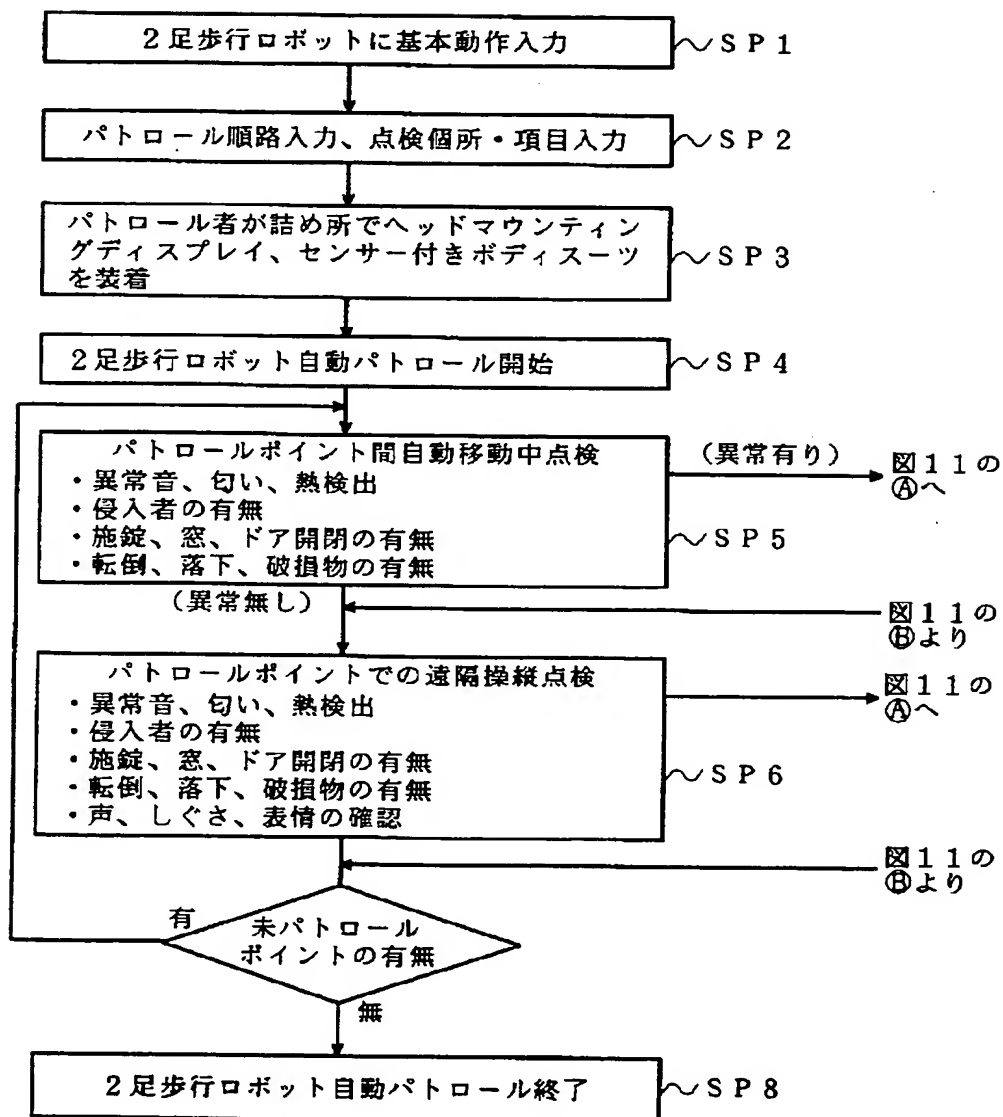 2足歩行ロボットに基本動作入力
SP1
パトロール順路入力、点検個所・項目入力
SP2
パトロール者が詰め所でヘッドマウンティン
グディスプレイ、センサー付きボディスーツ
を装着
SP3
2足歩行ロボット自動パトロール開始
SP4
パトロールポイント間自動移動中点検
・異常音、匂い、熱検出
・侵入者の有無
・施錠、窓、ドア開閉の有無
・転倒、落下、破損物の有無
SP5
(異常有り)
図11の
Ⓐへ
(異常無し)
図11の
Ⓑより
パトロールポイントでの遠隔操縦点検
・異常音、匂い、熱検出
・侵入者の有無
・施錠、窓、ドア開閉の有無
・転倒、落下、破損物の有無
・声、しぐさ、表情の確認
SP6
図11の
Ⓐへ
図11の
Ⓑより
有
未パトロール
ポイントの有無
無
2足歩行ロボット自動パトロール終了
SP8